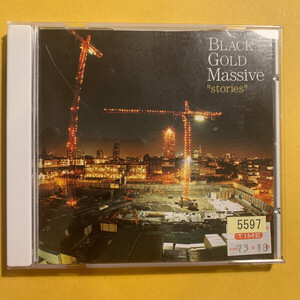 BLACK
GOLD
MASSIVE
"stories"
5597
TIME